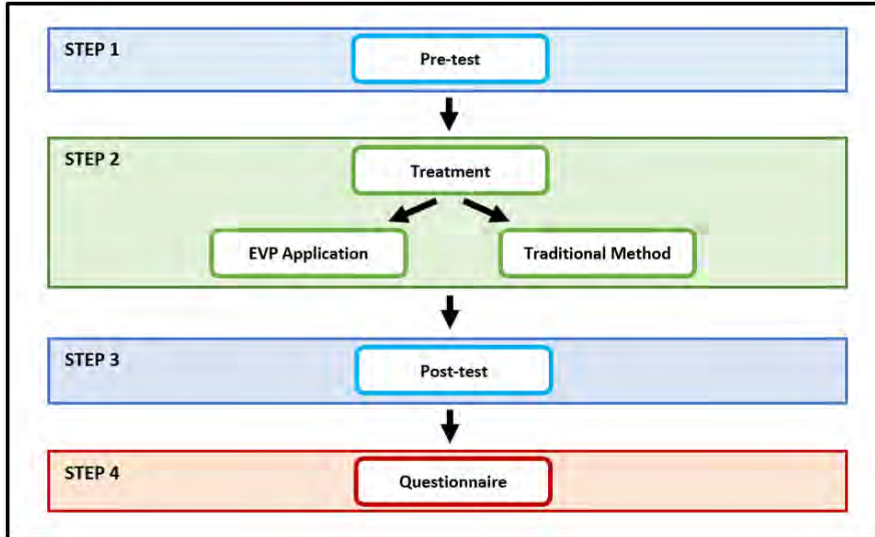 STEP 1
Pre-test
STEP 2
Treatment
EVP Application
Traditional Method
STEP 3
Post-test
STEP 4
Questionnaire